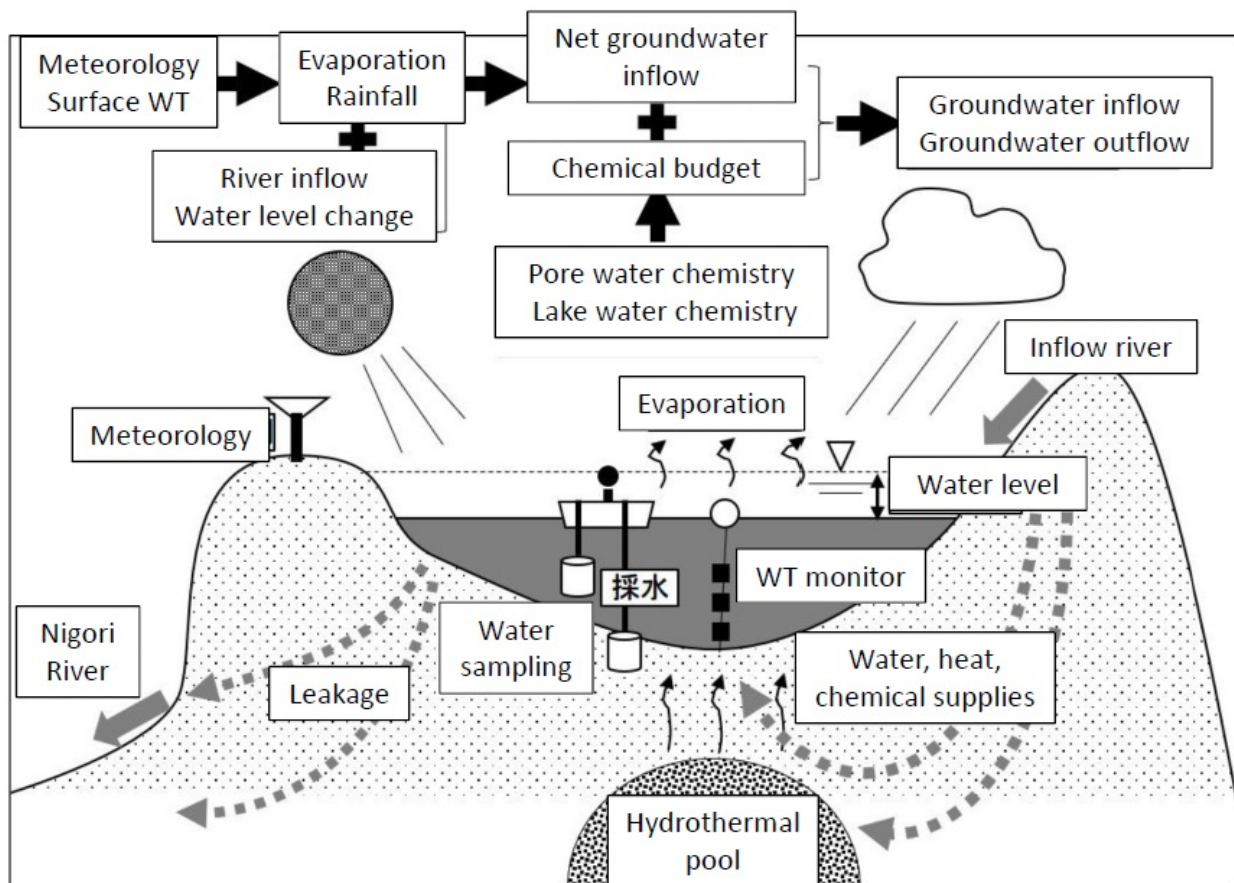 Meteorology
Surface WT
Evaporation
Rainfall
Net groundwater
inflow
Groundwater inflow
Groundwater outflow
River inflow
Water level change
Chemical budget
Pore water chemistry
Lake water chemistry
Inflow river
Evaporation
Meteorology
Water level
WT monitor
採水
Water
sampling
Nigori
River
Leakage
Water, heat,
chemical supplies
Hydrothermal
pool